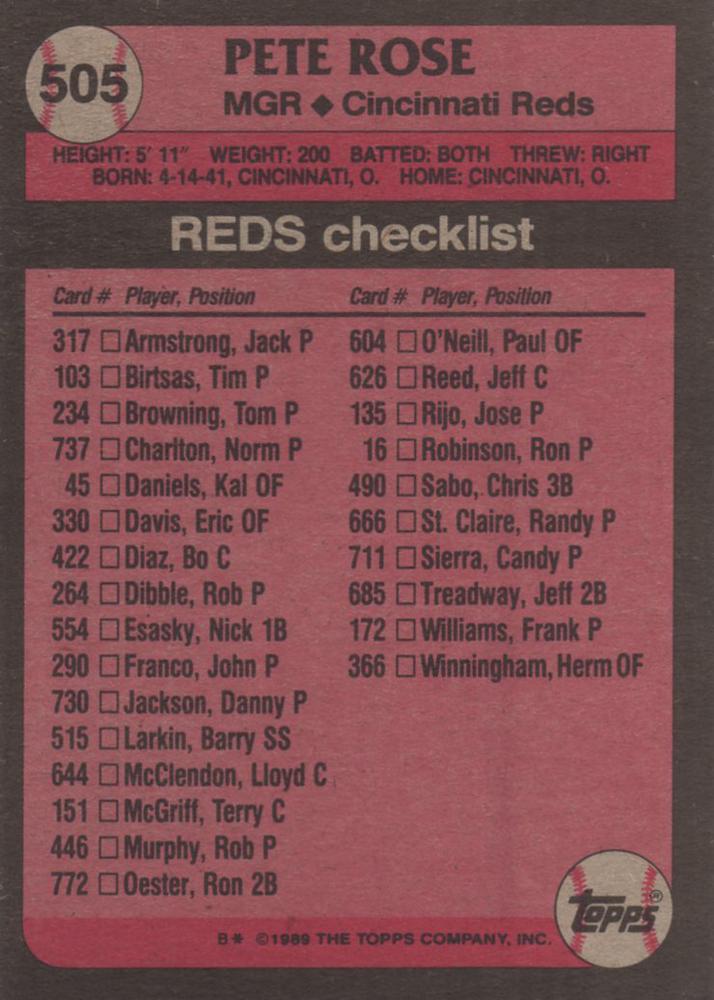 505
PETE ROSE
MGR ◆ Cincinnati Reds
HEIGHT: 5' 11" WEIGHT: 200 BATTED: BOTH THREW: RIGHT
BORN: 4-14-41, CINCINNATI, O. HOME: CINCINNATI, O.
REDS checklist
Card # Player, Position
317 □ Armstrong, Jack P
103 □ Birtsas, Tim P
234 □ Browning, Tom P
737 □ Charlton, Norm P
45 □ Daniels, Kal OF
330 □ Davis, Eric OF
422 □ Diaz, Bo C
264 □ Dibble, Rob P
554 □ Esasky, Nick 1B
290 □ Franco, John P
730 □ Jackson, Danny P
515 □ Larkin, Barry SS
644 □ McClendon, Lloyd C
151 □ McGriff, Terry C
446 □ Murphy, Rob P
772 □ Oester, Ron 2B
Card # Player, Position
604 □ O'Neill, Paul OF
626 □ Reed, Jeff C
135 □ Rijo, Jose P
16 □ Robinson, Ron P
490 □ Sabo, Chris 3B
666 □ St. Claire, Randy P
711 □ Sierra, Candy P
685 □ Treadway, Jeff 2B
172 □ Williams, Frank P
366 □ Winningham, Herm OF
B* ©1989 THE TOPPS COMPANY, INC.
TOPPS®